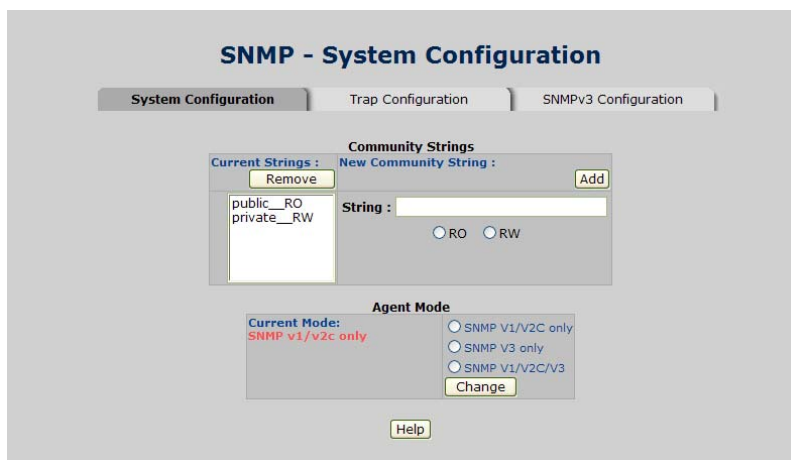 SNMP - System Configuration
System Configuration Trap Configuration SNMPv3 Configuration
Community Strings
Current Strings : New Community String :
Remove Add
public__RO
private__RW
String :
RO RW
Agent Mode
Current Mode:
SNMP v1/v2c only
SNMP V1/V2C only
SNMP V3 only
SNMP V1/V2C/V3
Change
Help